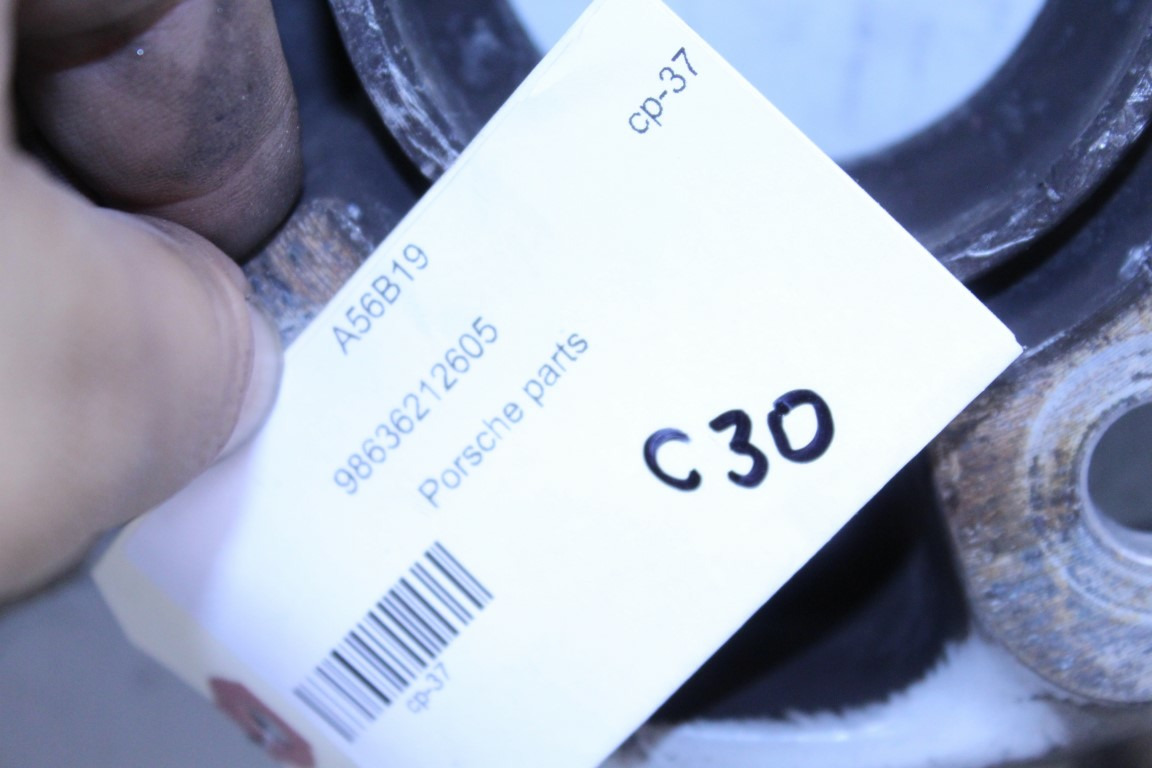 cp-37
A56B19
98636212605
Porsche parts
C30
cp-37